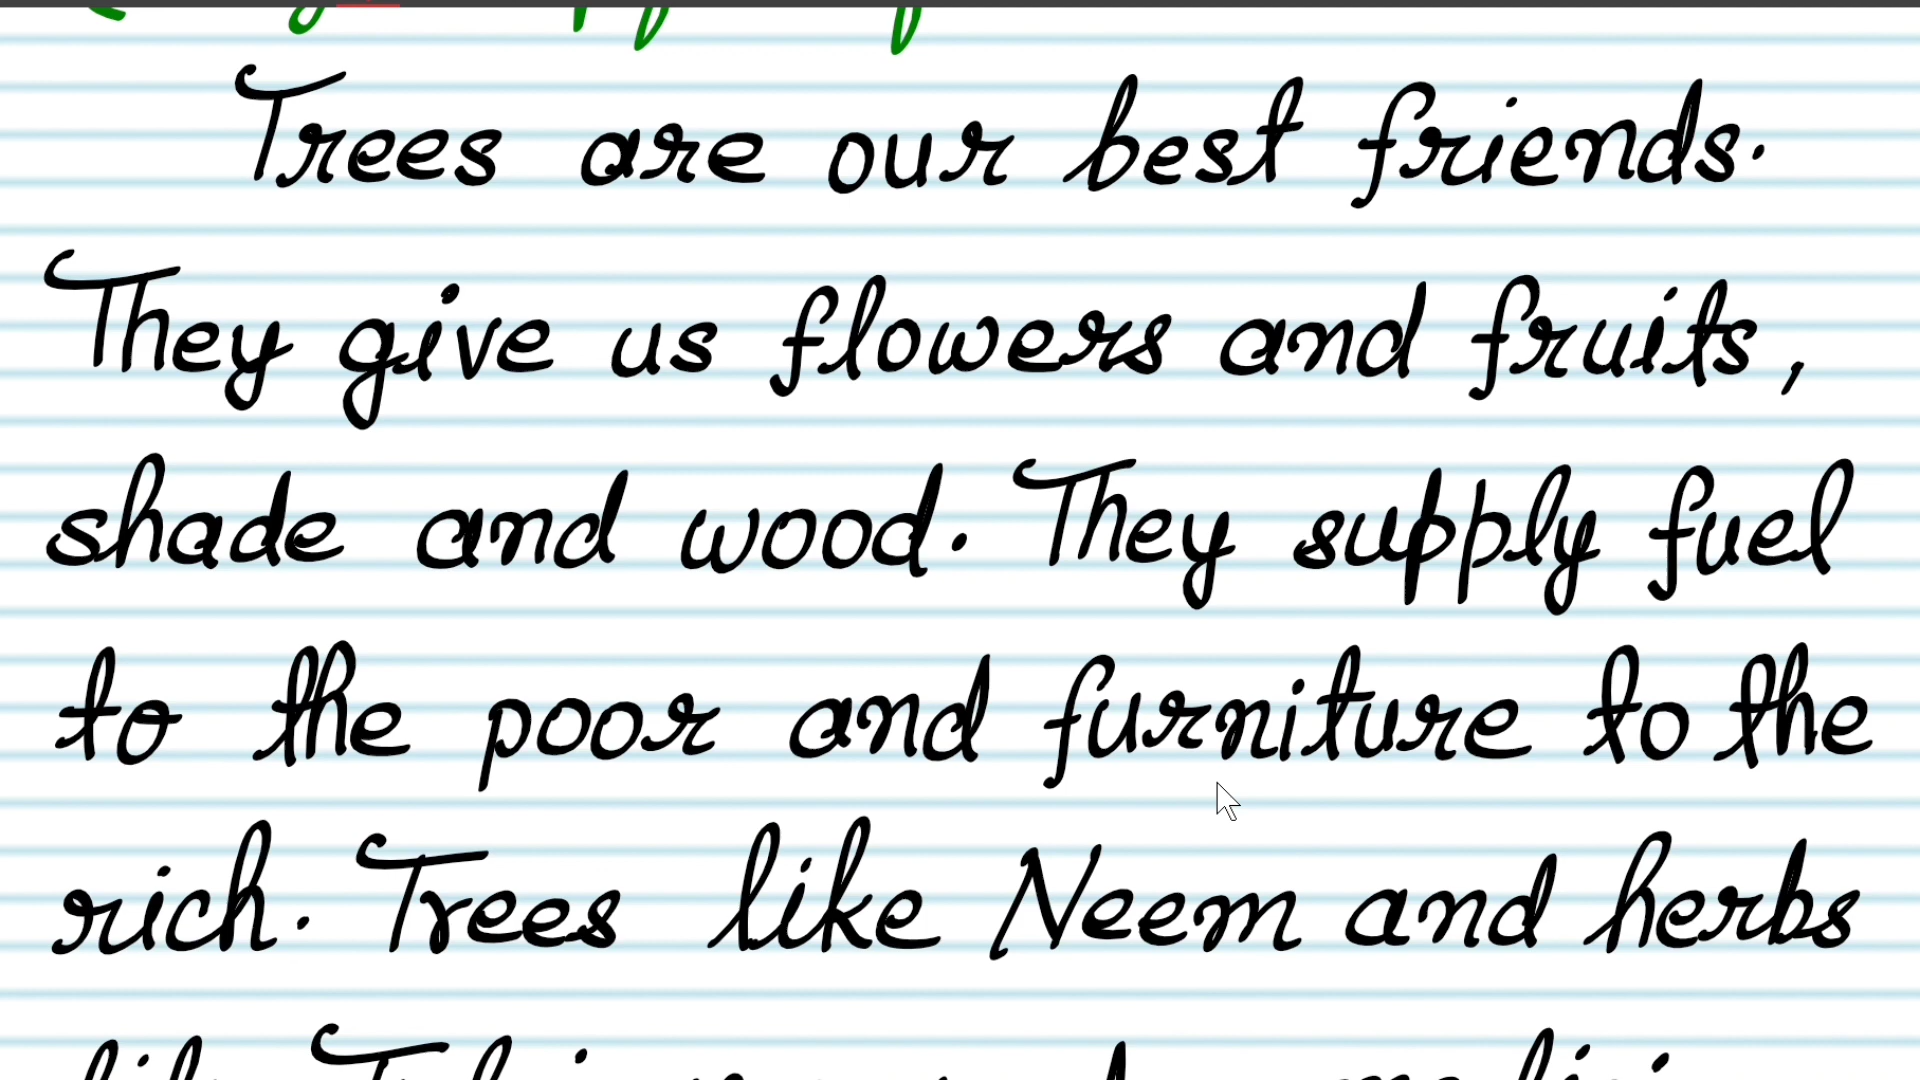 Trees are our best friends.
They give us flowers and fruits,
shade and wood. They supply fuel
to the poor and furniture to the
rich. Trees like Neem and herbs